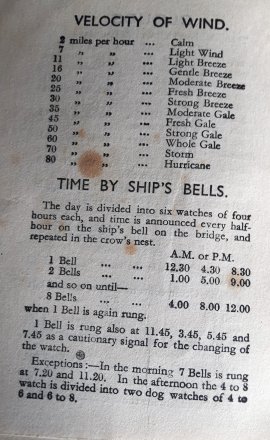 VELOCITY OF WIND.
2 miles per hour ... Calm
7 „ „ ... Light Wind
11 „ „ ... Light Breeze
16 „ „ ... Gentle Breeze
20 „ „ ... Moderate Breeze
25 „ „ ... Fresh Breeze
30 „ „ ... Strong Breeze
35 „ „ ... Moderate Gale
45 „ „ ... Fresh Gale
50 „ „ ... Strong Gale
60 „ „ ... Whole Gale
70 „ „ ... Storm
80 „ „ ... Hurricane
TIME BY SHIP'S BELLS.
The day is divided into six watches of four
hours each, and time is announced every half-
hour on the ship's bell on the bridge, and
repeated in the crow's nest.
A.M. or P.M.
1 Bell ... ... 12.30 4.30 8.30
2 Bells ... ... 1.00 5.00 9.00
and so on until—
8 Bells ... ... 4.00 8.00 12.00
when 1 Bell is again rung.
1 Bell is rung also at 11.45, 3.45, 5.45 and
7.45 as a cautionary signal for the changing of
the watch.
Exceptions:—In the morning 7 Bells is rung
at 7.20 and 11.20. In the afternoon the 4 to 8
watch is divided into two dog watches of 4 to
6 and 6 to 8.